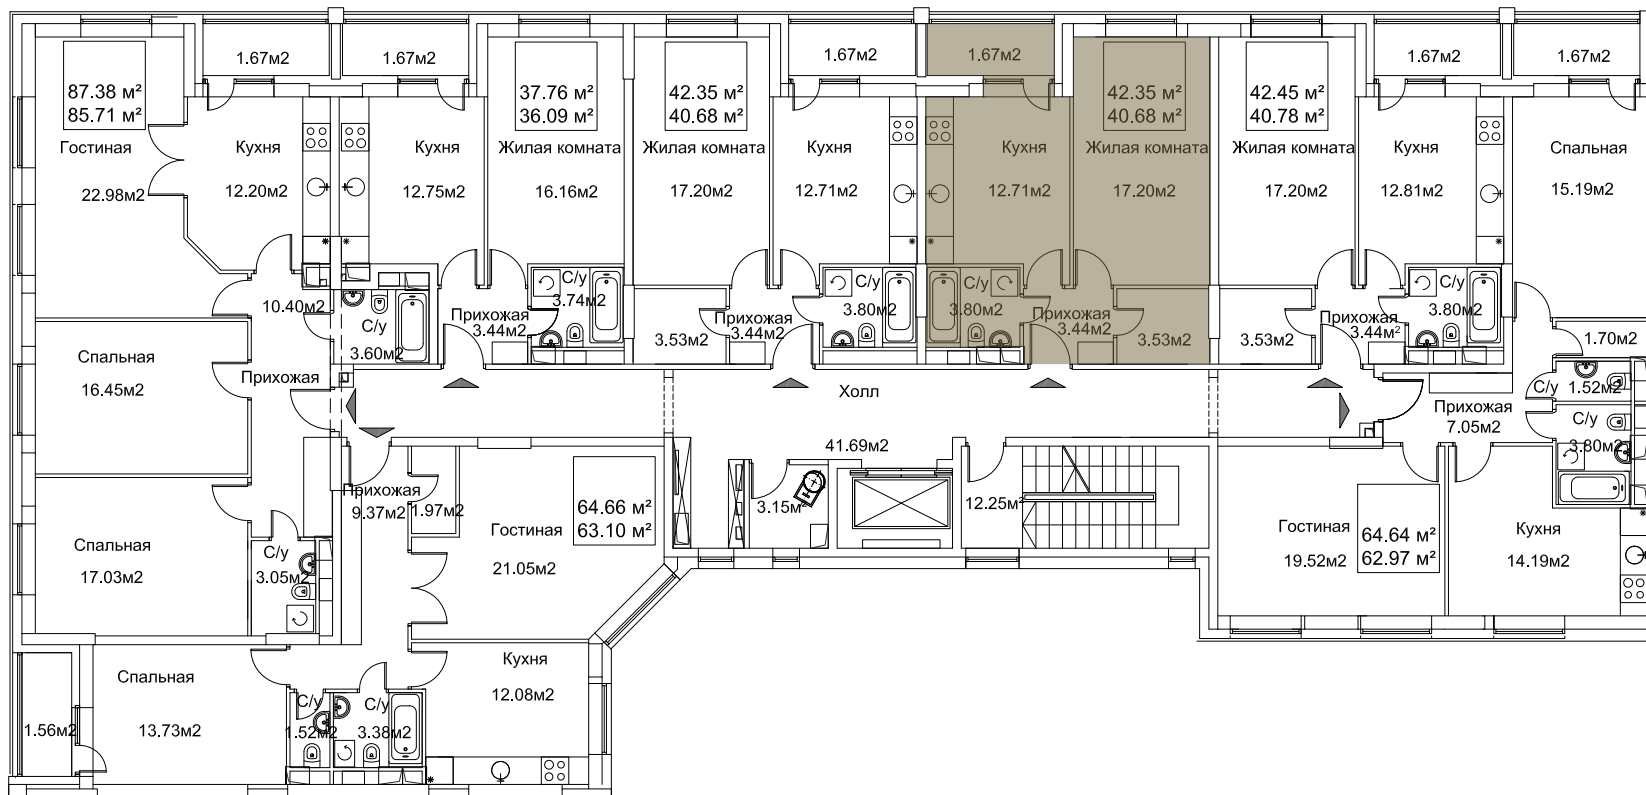 1.67м2
1.67м2
1.67м2
1.67м2
1.67м2
1.67м2
87.38 м²
85.71 м²
37.76 м²
36.09 м²
42.35 м²
40.68 м²
42.35 м²
40.68 м²
42.45 м²
40.78 м²
Гостиная
22.98м2
Кухня
12.20м2
Кухня
12.75м2
Жилая комната
16.16м2
Жилая комната
17.20м2
Кухня
12.71м2
Кухня
12.71м2
Жилая комната
17.20м2
Жилая комната
17.20м2
Кухня
12.81м2
Спальная
15.19м2
10.40м2
С/у
3.60м2
Прихожая
3.44м2
С/у
3.74м2
3.53м2
Прихожая
3.44м2
С/у
3.80м2
С/у
3.80м2
Прихожая
3.44м2
3.53м2
3.53м2
Прихожая
3.44м²
С/у
3.80м2
1.70м2
Спальная
16.45м2
Прихожая
Холл
41.69м2
Прихожая
7.05м2
С/у
1.52м2
С/у
3.80м2
Спальная
17.03м2
С/у
3.05м2
Прихожая
9.37м2
1.97м2
Гостиная
21.05м2
64.66 м²
63.10 м²
3.15м²
12.25м²
Гостиная
19.52м2
64.64 м²
62.97 м²
Кухня
14.19м2
1.56м2
Спальная
13.73м2
С/у
1.52м2
С/у
3.38м2
Кухня
12.08м2